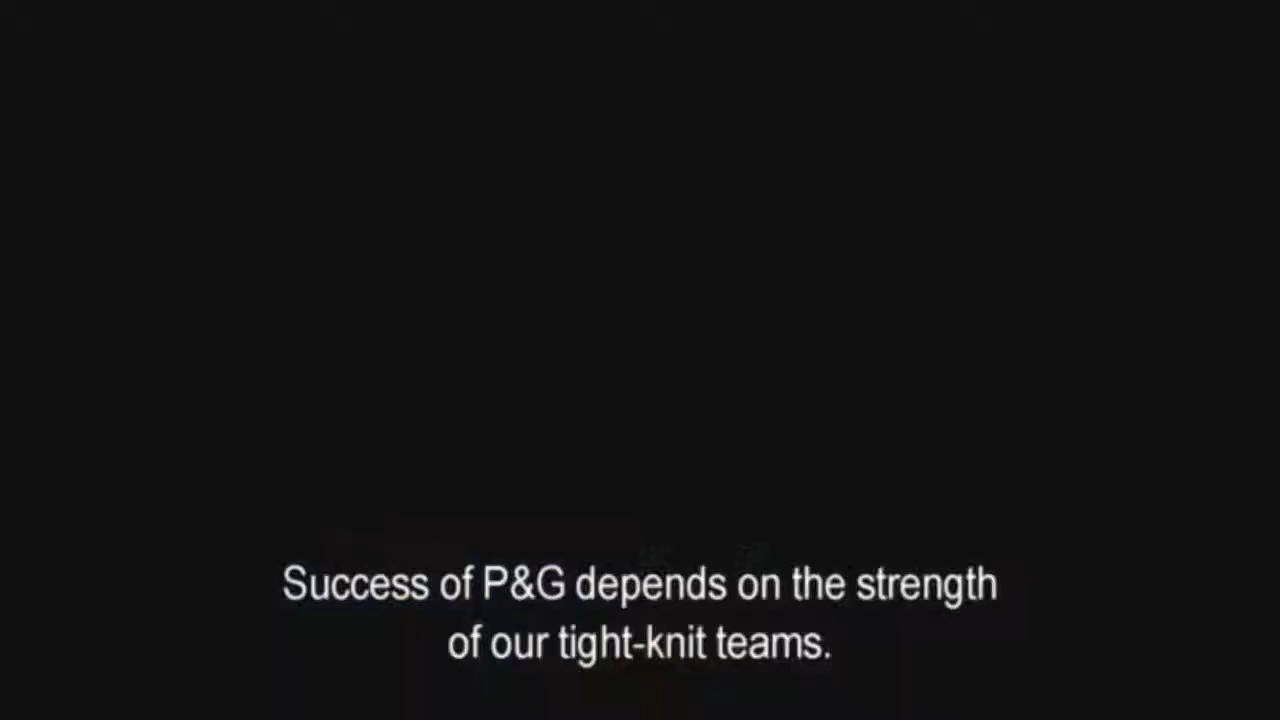 Success of P&G depends on the strength
of our tight-knit teams.